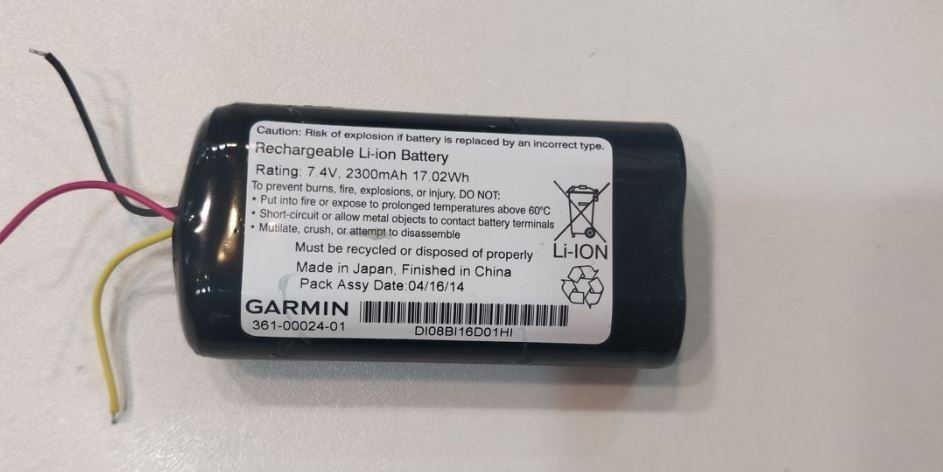 Caution: Risk of explosion if battery is replaced by an incorrect type.
Rechargeable Li-ion Battery
Rating: 7.4V, 2300mAh 17.02Wh
To prevent burns, fire, explosions, or injury, DO NOT:
• Put into fire or expose to prolonged temperatures above 60°C
• Short-circuit or allow metal objects to contact battery terminals
• Mutilate, crush, or attempt to disassemble
Must be recycled or disposed of properly
Li-ION
Made in Japan, Finished in China
Pack Assy Date:04/16/14
GARMIN
361-00024-01
DI08BI16D01HI